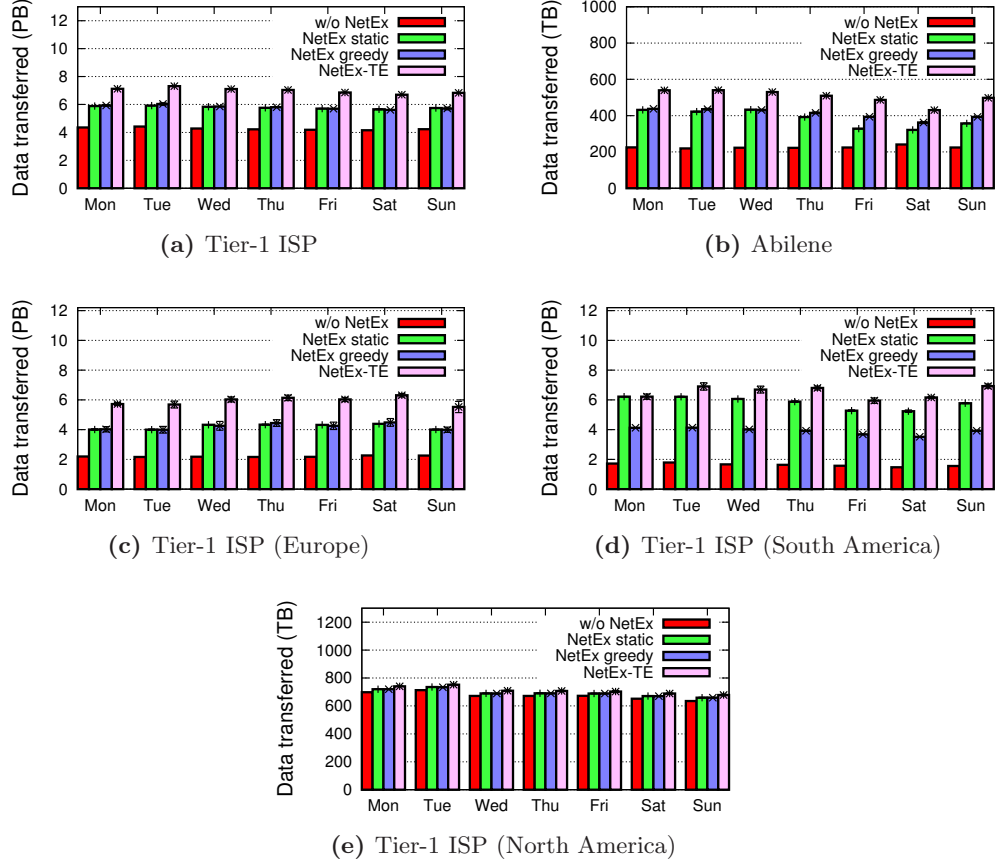 Data transferred (PB)
12
10
8
6
4
2
0
w/o NetEx
NetEx static
NetEx greedy
NetEx-TE
Mon Tue Wed Thu Fri Sat Sun
(a) Tier-1 ISP
Data transferred (TB)
1000
800
600
400
200
0
w/o NetEx
NetEx static
NetEx greedy
NetEx-TE
Mon Tue Wed Thu Fri Sat Sun
(b) Abilene
Data transferred (PB)
12
10
8
6
4
2
0
w/o NetEx
NetEx static
NetEx greedy
NetEx-TE
Mon Tue Wed Thu Fri Sat Sun
(c) Tier-1 ISP (Europe)
Data transferred (PB)
12
10
8
6
4
2
0
w/o NetEx
NetEx static
NetEx greedy
NetEx-TE
Mon Tue Wed Thu Fri Sat Sun
(d) Tier-1 ISP (South America)
Data transferred (TB)
1200
1000
800
600
400
200
0
w/o NetEx
NetEx static
NetEx greedy
NetEx-TE
Mon Tue Wed Thu Fri Sat Sun
(e) Tier-1 ISP (North America)